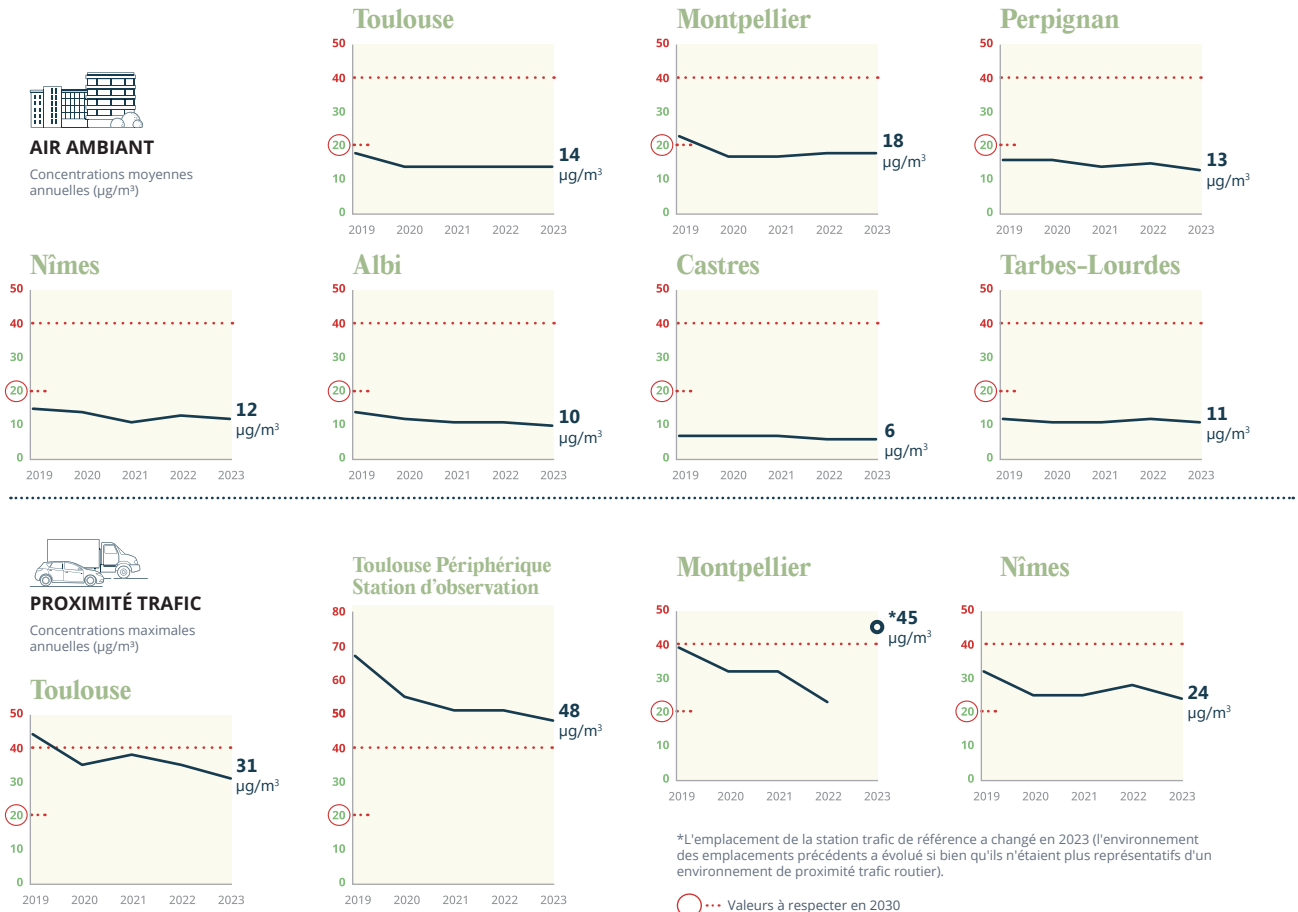 AIR AMBIANT
Concentrations moyennes
annuelles (µg/m³)
Toulouse
50
40
30
20
10
0
14
µg/m³
2019 2020 2021 2022 2023
Montpellier
50
40
30
20
10
0
18
µg/m³
2019 2020 2021 2022 2023
Perpignan
50
40
30
20
10
0
13
µg/m³
2019 2020 2021 2022 2023
Nîmes
50
40
30
20
10
0
12
µg/m³
2019 2020 2021 2022 2023
Albi
50
40
30
20
10
0
10
µg/m³
2019 2020 2021 2022 2023
Castres
50
40
30
20
10
0
6
µg/m³
2019 2020 2021 2022 2023
Tarbes-Lourdes
50
40
30
20
10
0
11
µg/m³
2019 2020 2021 2022 2023
PROXIMITÉ TRAFIC
Concentrations maximales
annuelles (µg/m³)
Toulouse
50
40
30
20
10
0
31
µg/m³
2019 2020 2021 2022 2023
Toulouse Périphérique
Station d'observation
80
70
60
50
40
30
20
10
0
48
µg/m³
2019 2020 2021 2022 2023
Montpellier
50
40
30
20
10
0
*45
µg/m³
2019 2020 2021 2022 2023
Nîmes
50
40
30
20
10
0
24
µg/m³
2019 2020 2021 2022 2023
*L'emplacement de la station trafic de référence a changé en 2023 (l'environnement
des emplacements précédents a évolué si bien qu'ils n'étaient plus représentatifs d'un
environnement de proximité trafic routier).
Valeurs à respecter en 2030